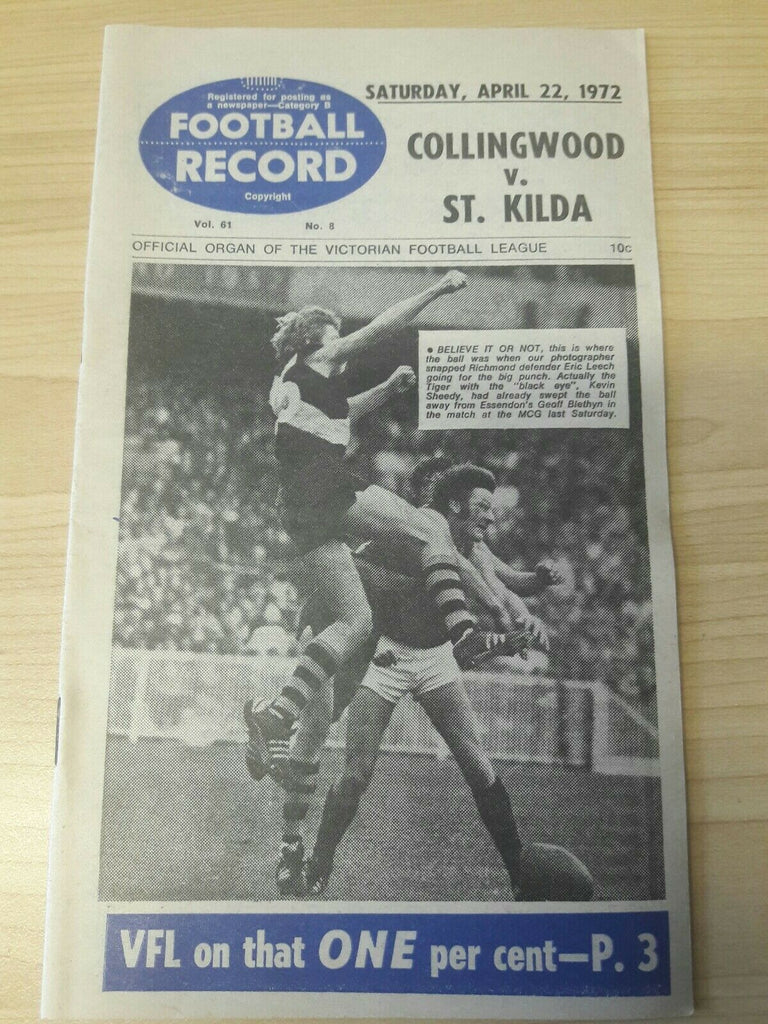 Registered for posting as
a newspaper—Category B
FOOTBALL
RECORD
Copyright
SATURDAY, APRIL 22, 1972
COLLINGWOOD
v.
ST. KILDA
Vol. 61 No. 8
OFFICIAL ORGAN OF THE VICTORIAN FOOTBALL LEAGUE 10c
• BELIEVE IT OR NOT, this is where
the ball was when our photographer
snapped Richmond defender Eric Leech
going for the big punch. Actually the
Tiger with the "black eye", Kevin
Sheedy, had already swept the ball
away from Essendon's Geoff Blethyn in
the match at the MCG last Saturday.
VFL on that ONE per cent—P. 3